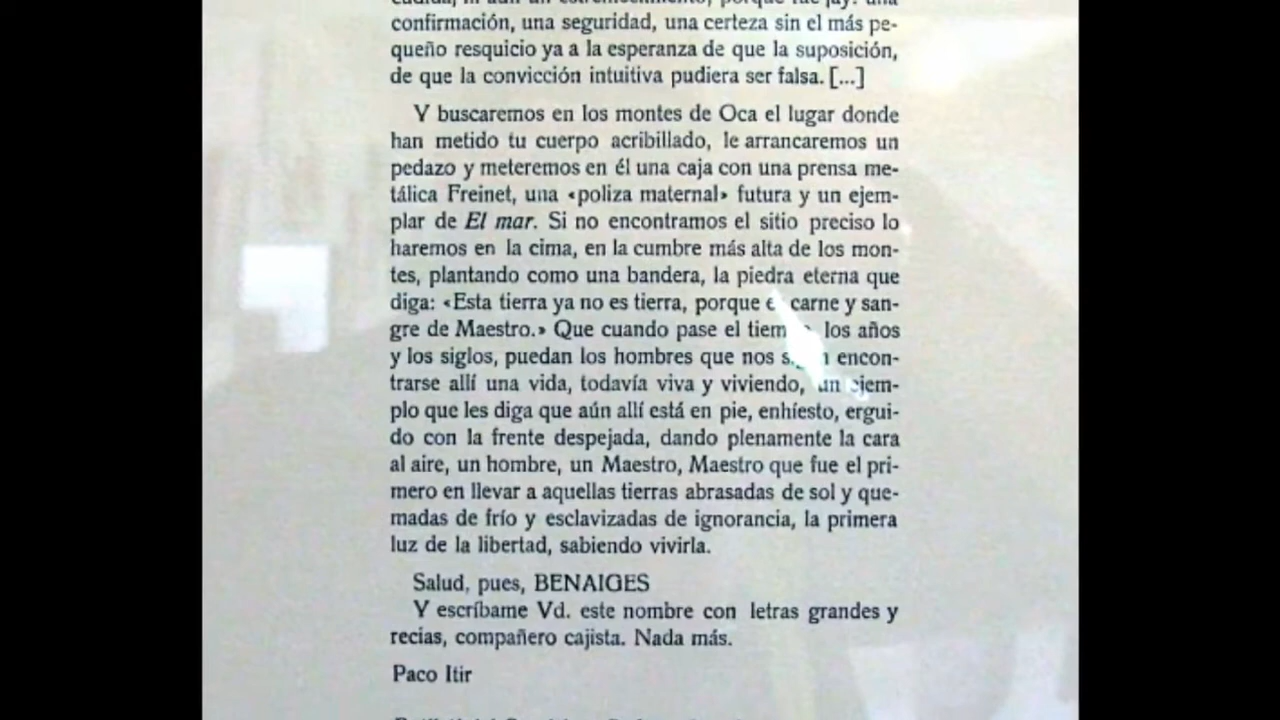 confirmación, una seguridad, una certeza sin el más pe-
queño resquicio ya a la esperanza de que la suposición,
de que la convicción intuitiva pudiera ser falsa. [...]
Y buscaremos en los montes de Oca el lugar donde
han metido tu cuerpo acribillado, le arrancaremos un
pedazo y meteremos en él una caja con una prensa me-
tálica Freinet, una «poliza maternal» futura y un ejem-
plar de El mar. Si no encontramos el sitio preciso lo
haremos en la cima, en la cumbre más alta de los mon-
tes, plantando como una bandera, la piedra eterna que
diga: «Esta tierra ya no es tierra, porque carne y san-
gre de Maestro.» Que cuando pase el los años
y los siglos, puedan los hombres que nos encon-
trarse allí una vida, todavía viva y viviendo, un ejem-
plo que les diga que aún allí está en pie, enhíesto, ergui-
do con la frente despejada, dando plenamente la cara
al aire, un hombre, un Maestro, Maestro que fue el pri-
mero en llevar a aquellas tierras abrasadas de sol y que-
madas de frío y esclavizadas de ignorancia, la primera
luz de la libertad, sabiendo vivirla.
Salud, pues, BENAIGES
Y escríbame Vd. este nombre con letras grandes y
recias, compañero cajista. Nada más.
Paco Itir